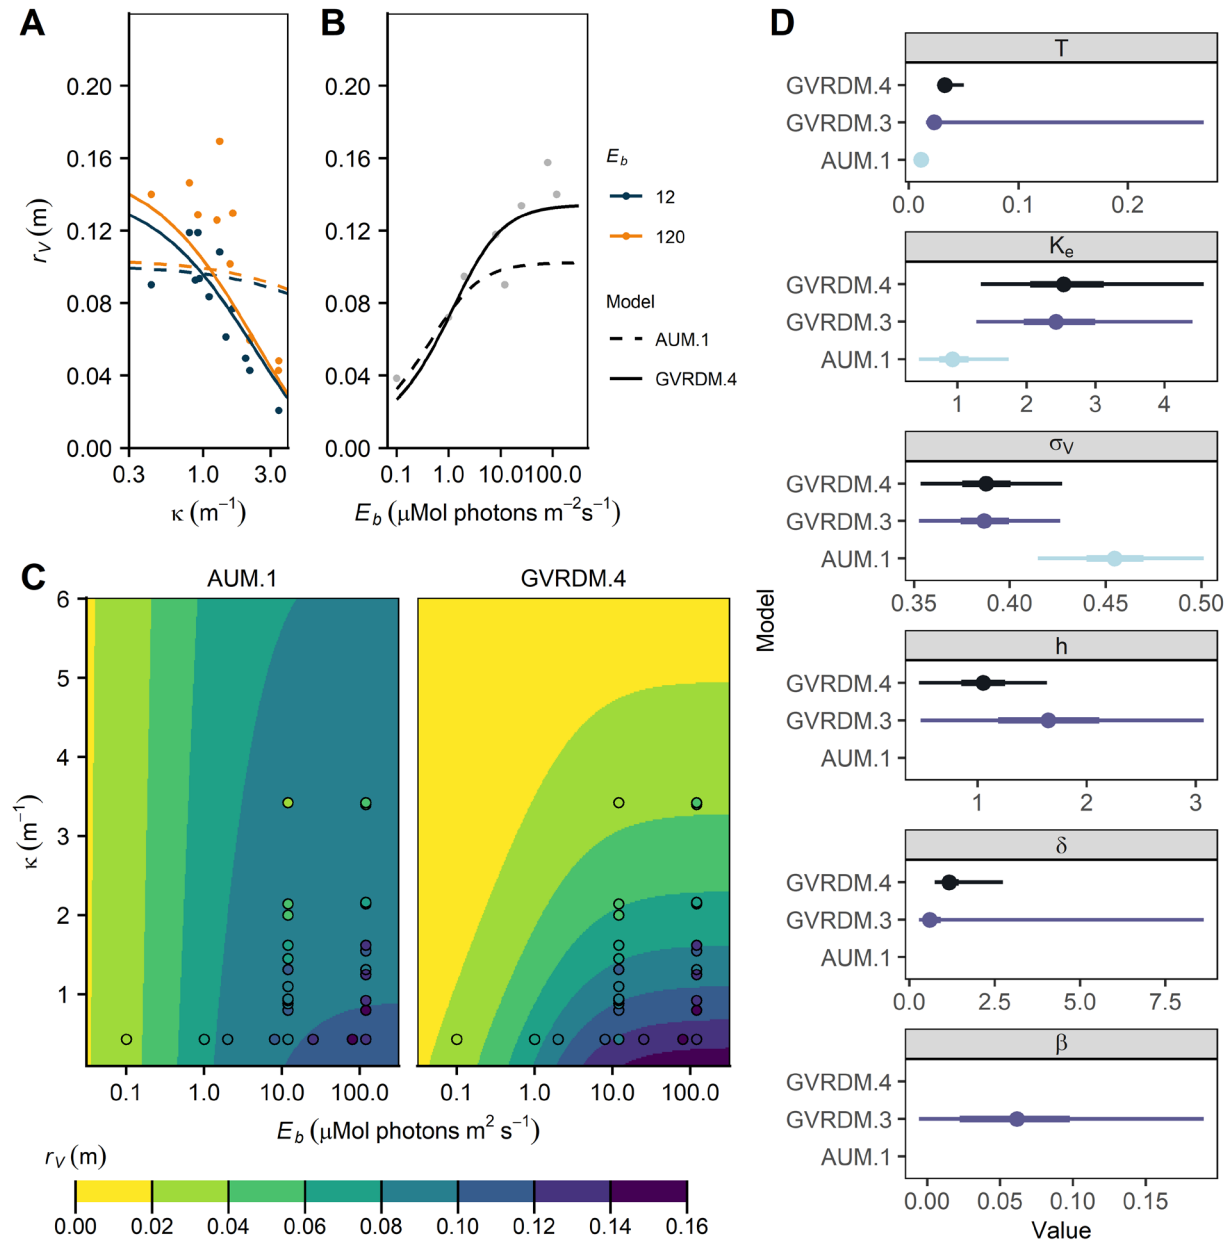 A
B
D
0.20
0.16
0.12
0.08
0.04
0.00
r_V (m)
0.3 1.0 3.0
κ (m⁻¹)
0.20
0.16
0.12
0.08
0.04
0.00
0.1 1.0 10.0 100.0
E_b (μMol photons m⁻²s⁻¹)
E_b
12
120
Model
AUM.1
GVRDM.4
C
AUM.1 GVRDM.4
6
5
4
3
2
1
κ (m⁻¹)
0.1 1.0 10.0 100.0 0.1 1.0 10.0 100.0
E_b (μMol photons m² s⁻¹)
r_V (m)
0.00 0.02 0.04 0.06 0.08 0.10 0.12 0.14 0.16
Model
T
GVRDM.4
GVRDM.3
AUM.1
0.0 0.1 0.2
K_e
GVRDM.4
GVRDM.3
AUM.1
1 2 3 4
σ_V
GVRDM.4
GVRDM.3
AUM.1
0.35 0.40 0.45 0.50
h
GVRDM.4
GVRDM.3
AUM.1
1 2 3
δ
GVRDM.4
GVRDM.3
AUM.1
0.0 2.5 5.0 7.5
β
GVRDM.4
GVRDM.3
AUM.1
0.00 0.05 0.10 0.15
Value